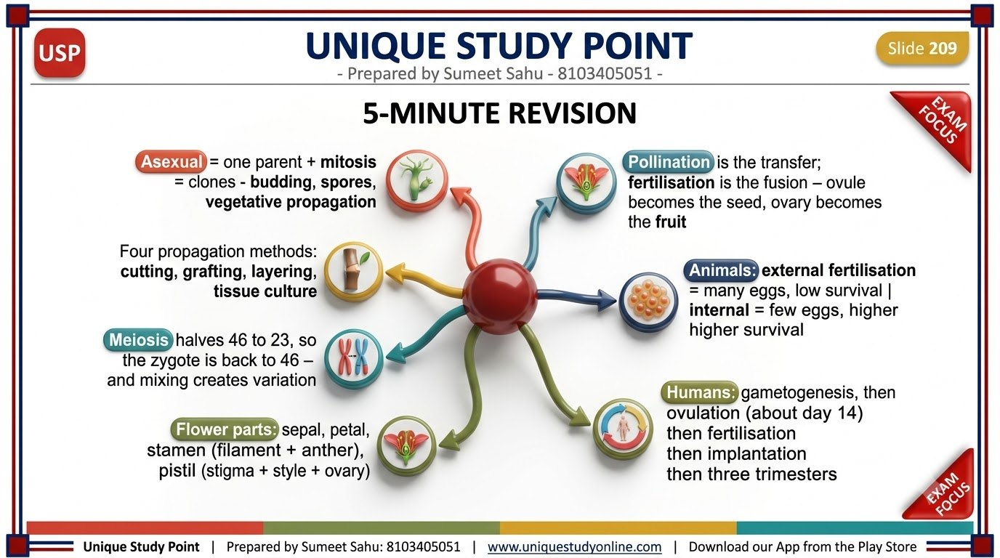 USP
UNIQUE STUDY POINT
- Prepared by Sumeet Sahu - 8103405051 -
Slide 209
EXAM
FOCUS
5-MINUTE REVISION
Asexual = one parent + mitosis
= clones - budding, spores,
vegetative propagation
Four propagation methods:
cutting, grafting, layering,
tissue culture
Meiosis halves 46 to 23, so
the zygote is back to 46 –
and mixing creates variation
Flower parts: sepal, petal,
stamen (filament + anther),
pistil (stigma + style + ovary)
Pollination is the transfer;
fertilisation is the fusion – ovule
becomes the seed, ovary becomes
the fruit
Animals: external fertilisation
= many eggs, low survival |
internal = few eggs, higher
higher survival
Humans: gametogenesis, then
ovulation (about day 14)
then fertilisation
then implantation
then three trimesters
EXAM
FOCUS
Unique Study Point | Prepared by Sumeet Sahu: 8103405051 | www.uniquestudyonline.com | Download our App from the Play Store